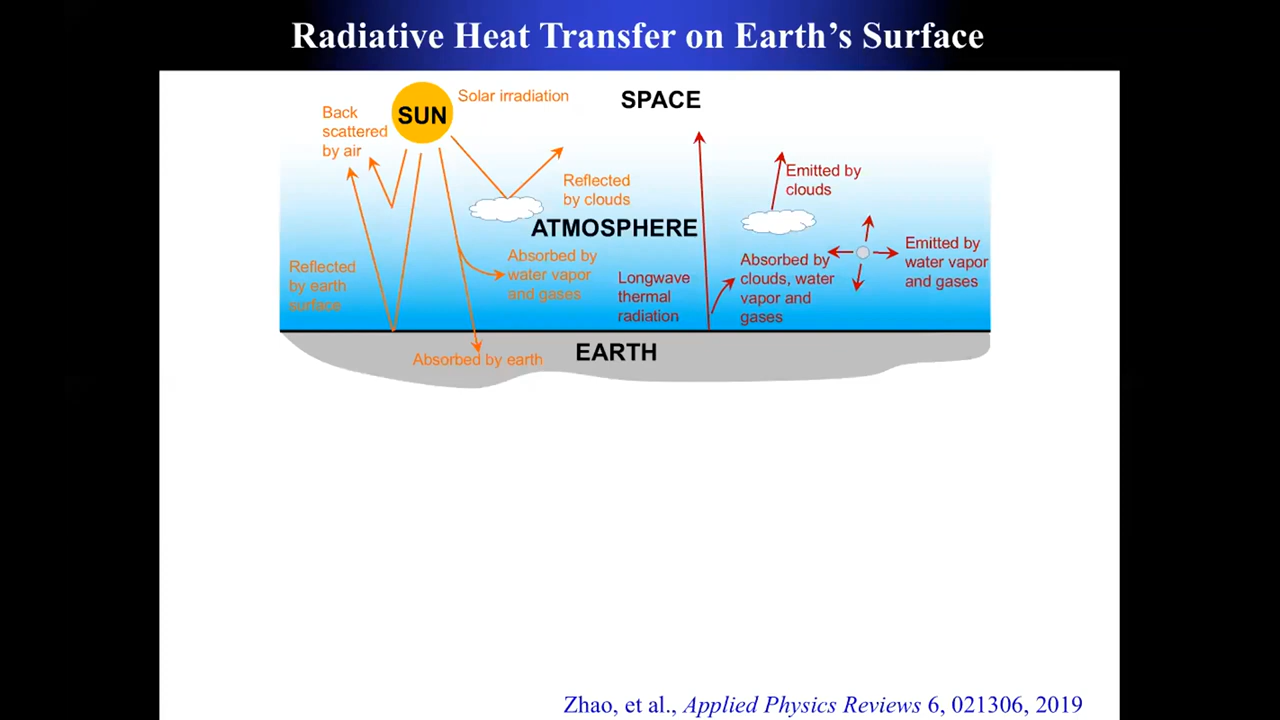 Radiative Heat Transfer on Earth's Surface
SUN
Solar irradiation
SPACE
Back
scattered
by air
Reflected
by clouds
Emitted by
clouds
ATMOSPHERE
Reflected
by earth
surface
Absorbed by
water vapor
and gases
Longwave
thermal
radiation
Absorbed by
clouds, water
vapor and
gases
Emitted by
water vapor
and gases
Absorbed by earth
EARTH
Zhao, et al., Applied Physics Reviews 6, 021306, 2019